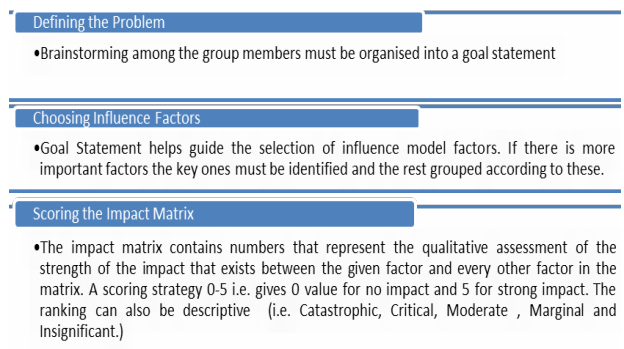 Defining the Problem
•Brainstorming among the group members must be organised into a goal statement
Choosing Influence Factors
•Goal Statement helps guide the selection of influence model factors. If there is more
important factors the key ones must be identified and the rest grouped according to these.
Scoring the Impact Matrix
•The impact matrix contains numbers that represent the qualitative assessment of the
strength of the impact that exists between the given factor and every other factor in the
matrix. A scoring strategy 0-5 i.e. gives 0 value for no impact and 5 for strong impact. The
ranking can also be descriptive (i.e. Catastrophic, Critical, Moderate , Marginal and
Insignificant.)